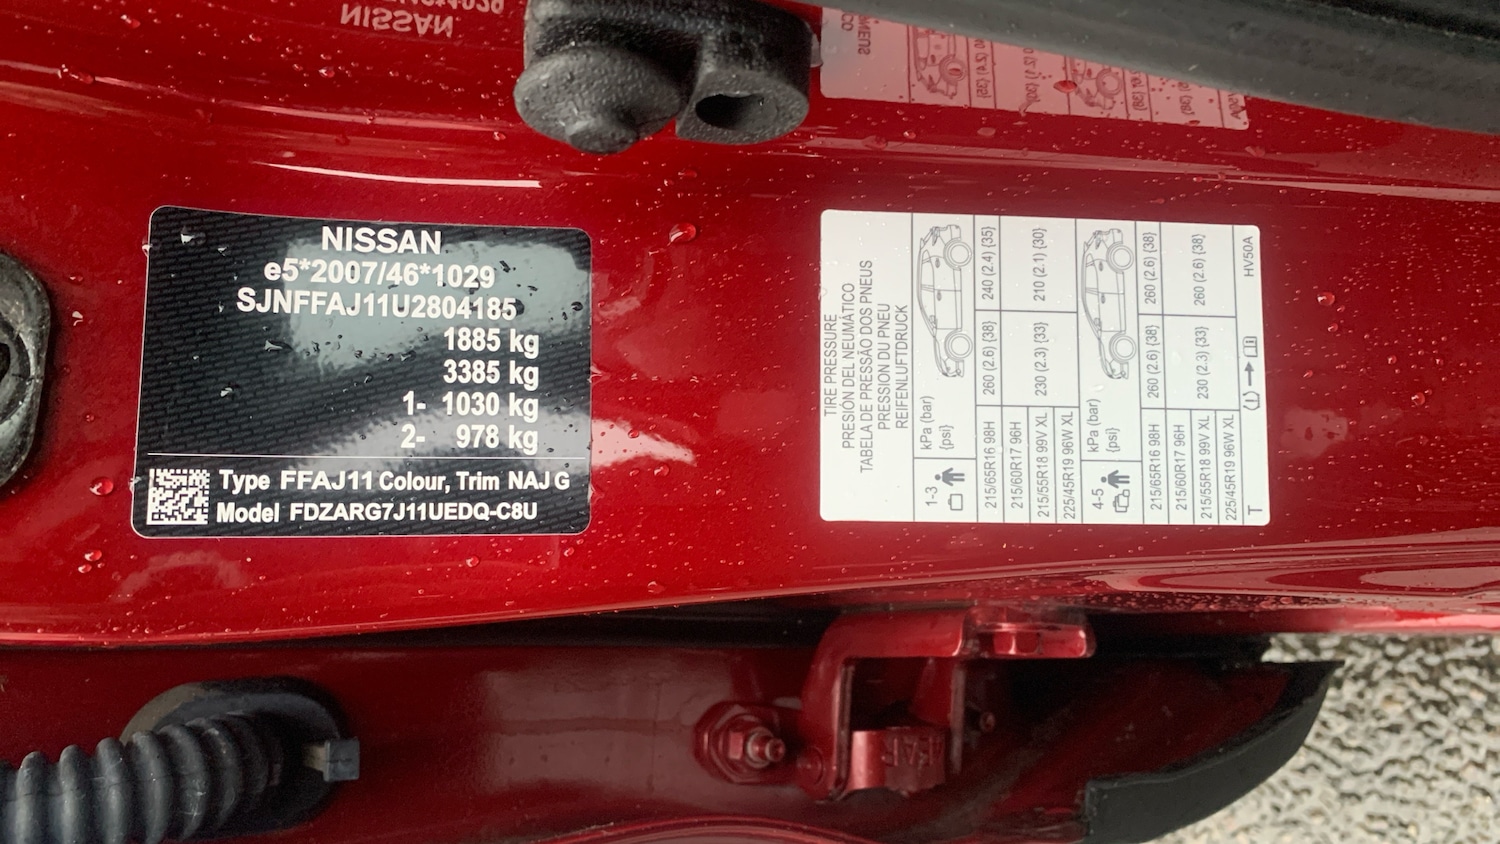 NISSAN
e5*2007/46*1029
SJNFFAJ11U2804185
1885 kg
3385 kg
1- 1030 kg
2- 978 kg
Type FFAJ11 Colour, Trim NAJ G
Model FDZARG7J11UEDQ-C8U
TIRE PRESSURE
PRESIÓN DEL NEUMÁTICO
TABELA DE PRESSÃO DOS PNEUS
PRESSION DU PNEU
REIFENLUFTDRUCK
1-3 kPa (bar)
{psi}
215/65R16 98H 260 (2.6) {38} 240 (2.4) {35}
215/60R17 96H
215/55R18 99V XL 230 (2.3) {33} 210 (2.1) {30}
225/45R19 96W XL
4-5 kPa (bar)
{psi}
215/65R16 98H 260 (2.6) {38} 260 (2.6) {38}
215/60R17 96H
215/55R18 99V XL 230 (2.3) {33} 260 (2.6) {38}
225/45R19 96W XL
T HV50A
NISSAN